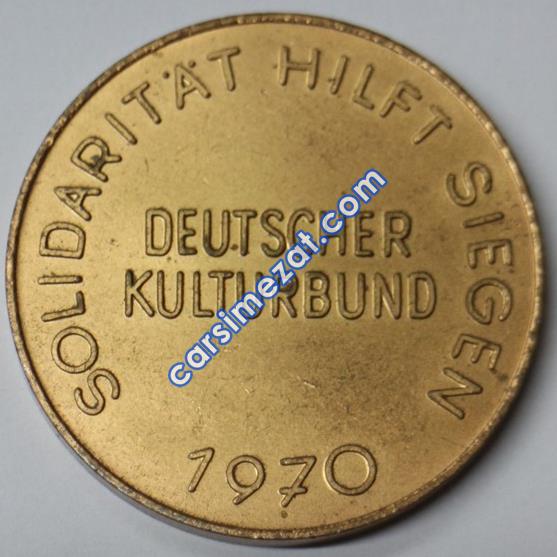 SOLIDARITÄT HILFT SIEGEN
DEUTSCHER
KULTURBUND
1970
carsimezat.com